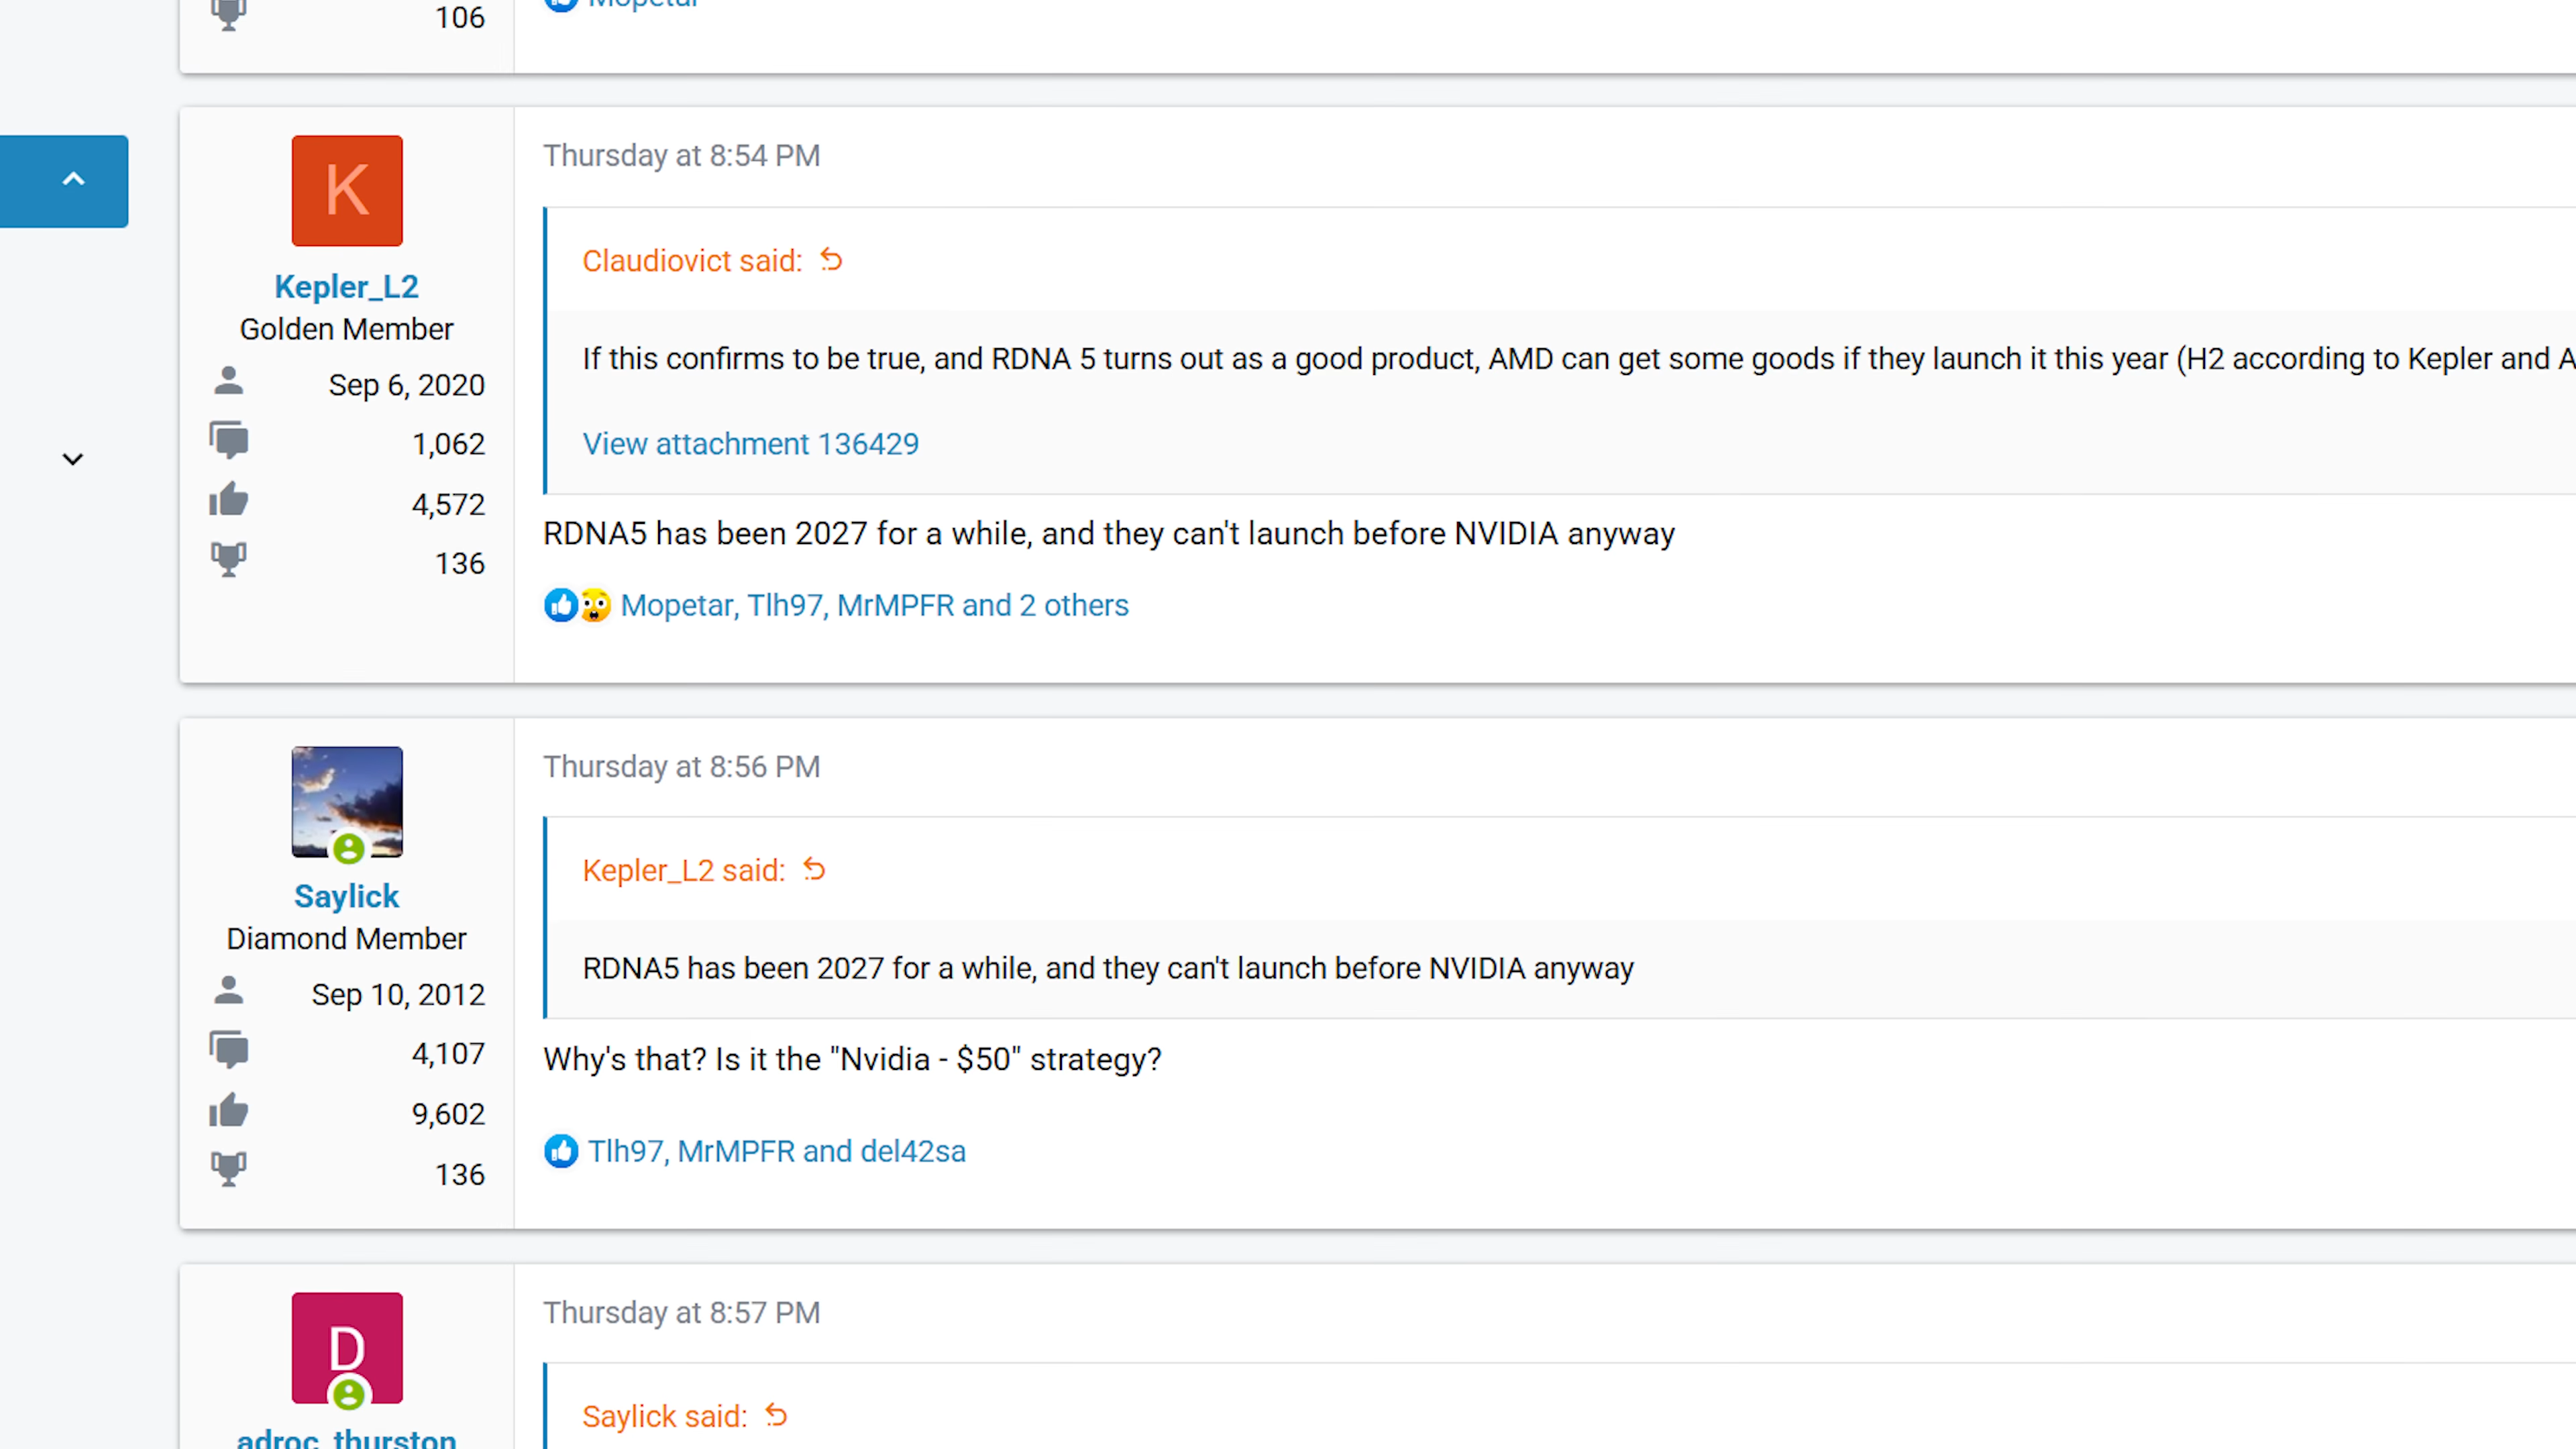 106
Mopetar
Kepler_L2
Golden Member
Sep 6, 2020
1,062
4,572
136
Thursday at 8:54 PM
Claudiovict said:
If this confirms to be true, and RDNA 5 turns out as a good product, AMD can get some goods if they launch it this year (H2 according to Kepler and A
View attachment 136429
RDNA5 has been 2027 for a while, and they can't launch before NVIDIA anyway
Mopetar, Tlh97, MrMPFR and 2 others
Saylick
Diamond Member
Sep 10, 2012
4,107
9,602
136
Thursday at 8:56 PM
Kepler_L2 said:
RDNA5 has been 2027 for a while, and they can't launch before NVIDIA anyway
Why's that? Is it the "Nvidia - $50" strategy?
Tlh97, MrMPFR and del42sa
K
D
adroc_thurston
Thursday at 8:57 PM
Saylick said: